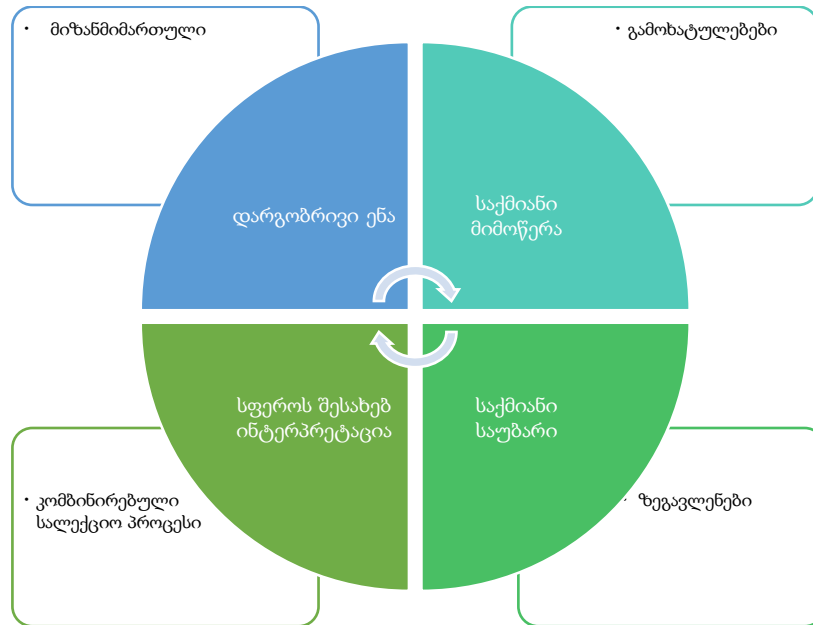 · მიზანმიმართული
· გამოხატულებები
დარგობრივი ენა
საქმიანი
მიმოწერა
სფეროს შესახებ
ინტერპრეტაცია
საქმიანი
საუბარი
· კომბინირებული
სალექციო პროცესი
· ზეგავლენები